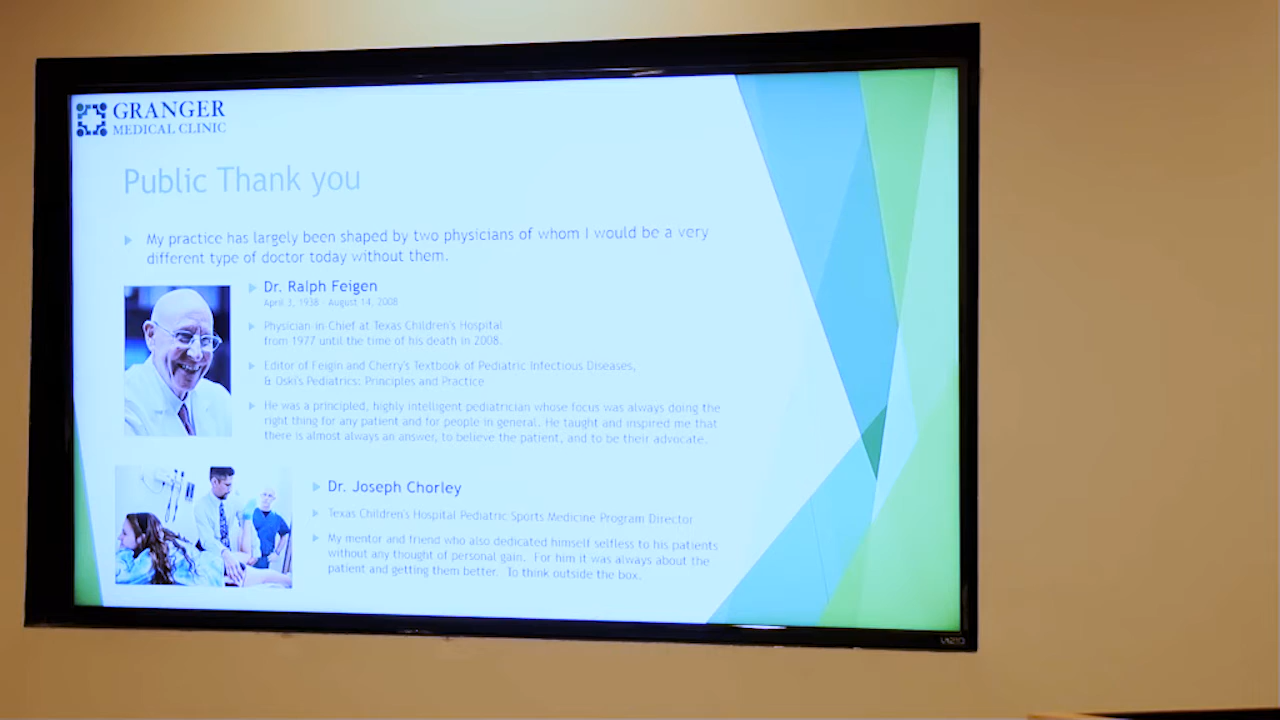 GRANGER
MEDICAL CLINIC
Public Thank you
My practice has largely been shaped by two physicians of whom I would be a very
different type of doctor today without them.
Dr. Ralph Feigen
April 3, 1938 - August 14, 2008
Physician-in-Chief at Texas Children's Hospital
from 1977 until the time of his death in 2008.
Editor of Feigin and Cherry's Textbook of Pediatric Infectious Diseases,
& Oski's Pediatrics: Principles and Practice
He was a principled, highly intelligent pediatrician whose focus was always doing the
right thing for any patient and for people in general. He taught and inspired me that
there is almost always an answer, to believe the patient, and to be their advocate.
Dr. Joseph Chorley
Texas Children's Hospital Pediatric Sports Medicine Program Director
My mentor and friend who also dedicated himself selfless to his patients
without any thought of personal gain. For him it was always about the
patient and getting them better. To think outside the box.
VIZIO